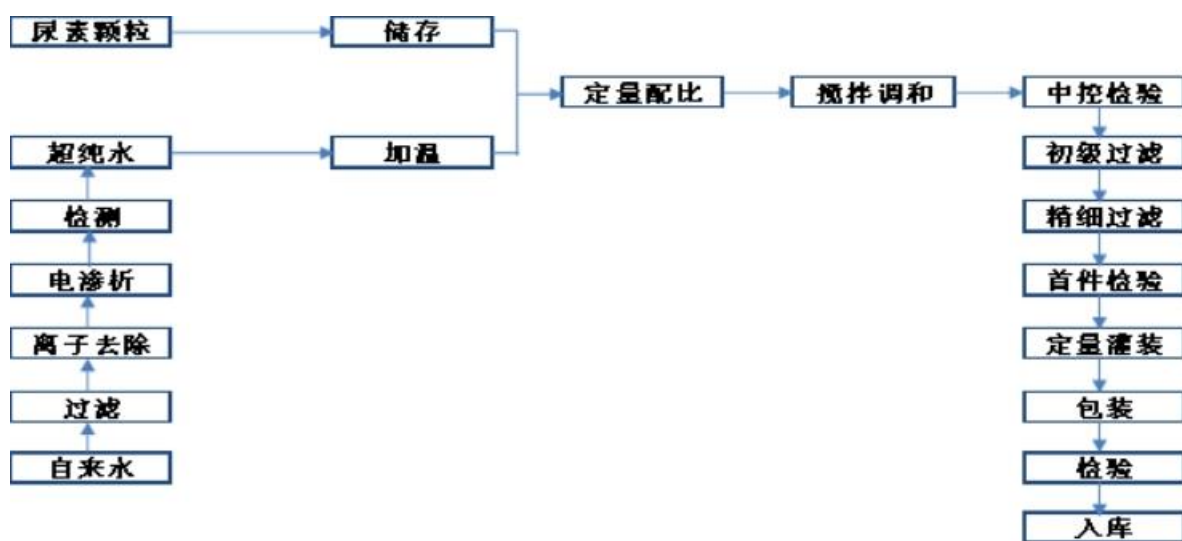 尿素颗粒
储存
定量配比
搅拌调和
中控检验
超纯水
加温
初级过滤
检测
精细过滤
电渗析
首件检验
离子去除
定量灌装
过滤
包装
自来水
检验
入库